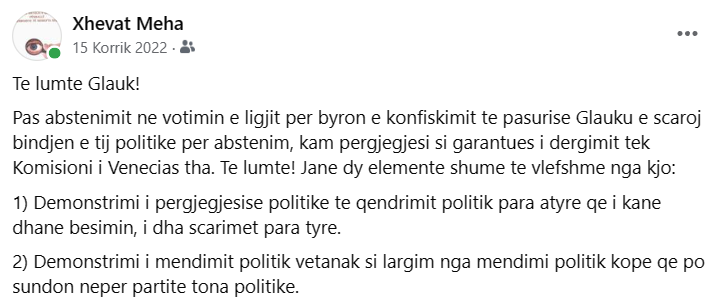 Xhevat Meha
15 Korrik 2022 ·
Te lumte Glauk!
Pas abstenimit ne votimin e ligjit per byron e konfiskimit te pasurise Glauku e scaroj
bindjen e tij politike per abstenim, kam pergjegjesi si garantues i dergimit tek
Komisioni i Venecias tha. Te lumte! Jane dy elemente shume te vlefshme nga kjo:
1) Demonstrimi i pergjegjesise politike te qendrimit politik para atyre qe i kane
dhane besimin, i dha scarimet para tyre.
2) Demonstrimi i mendimit politik vetanak si largim nga mendimi politik kope qe po
sundon neper partite tona politike.